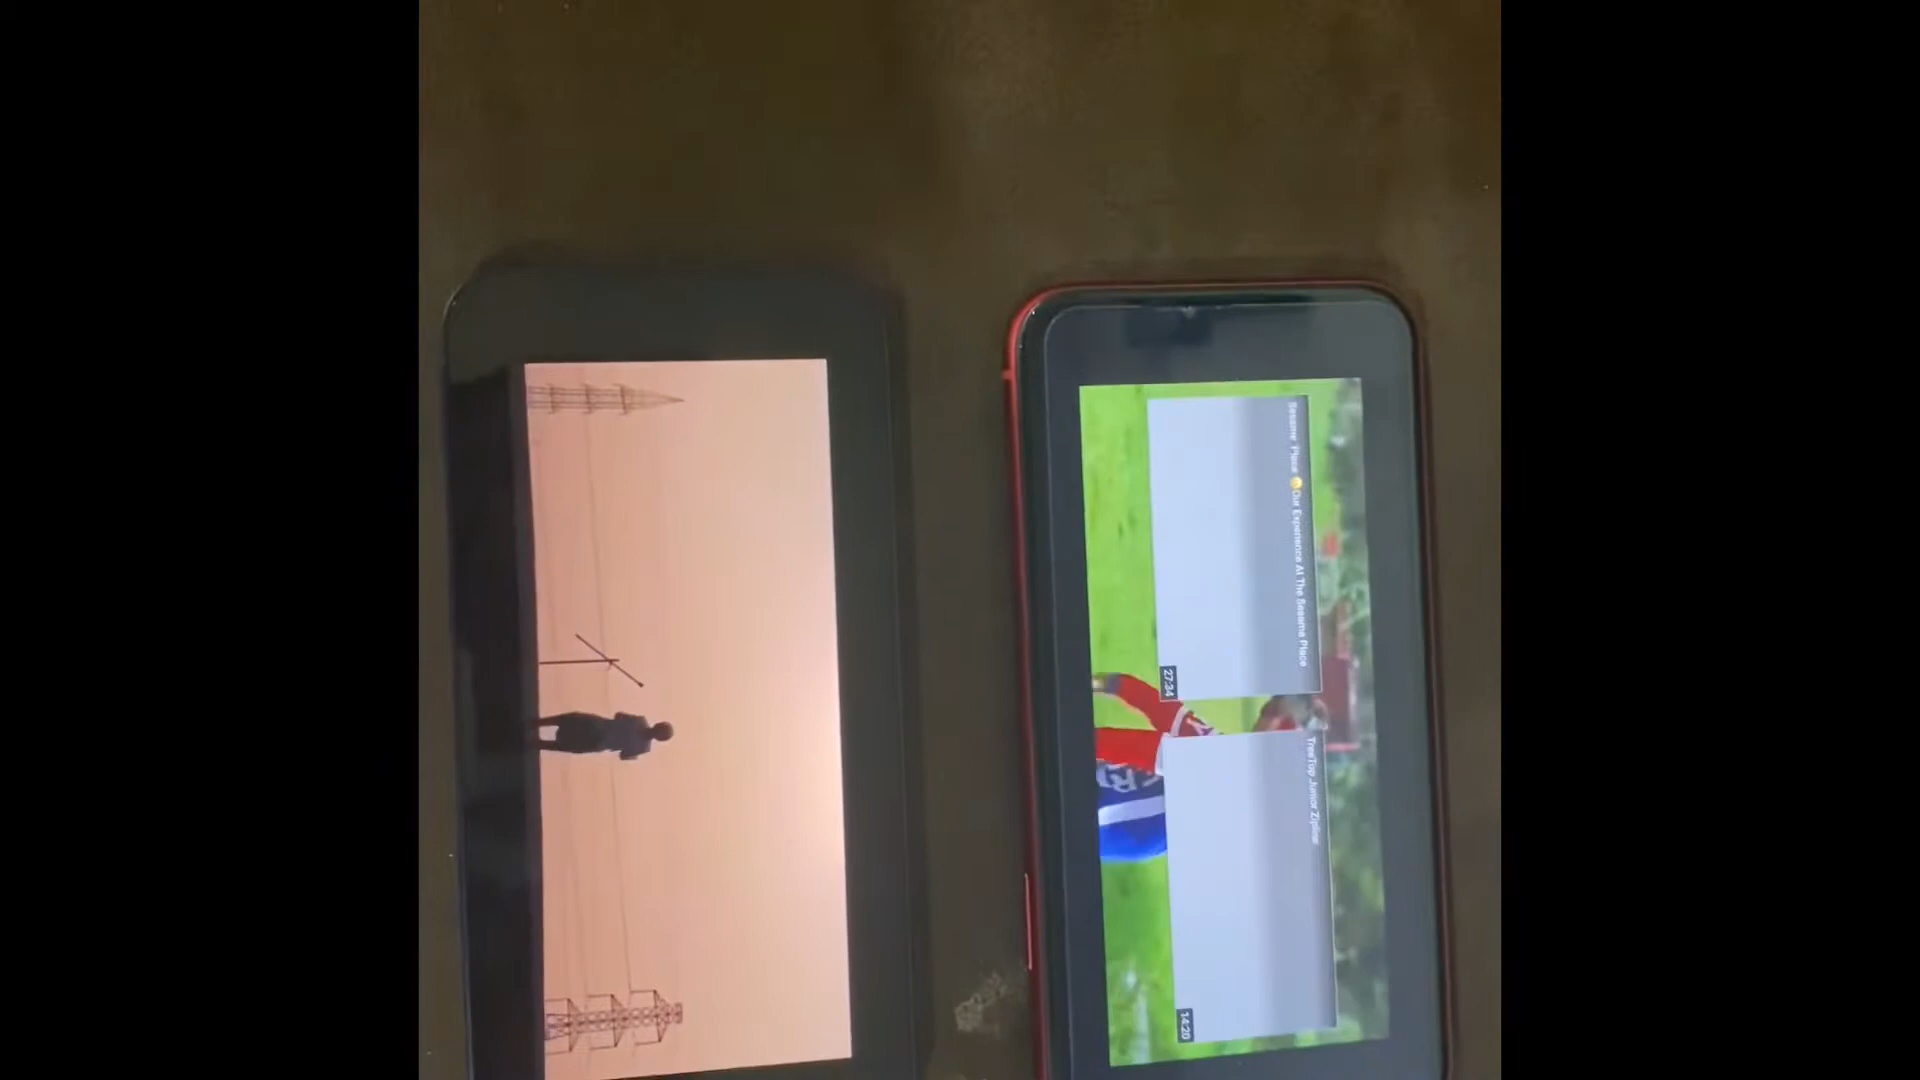 Sesame Place 😊Our Experience At The Sesame Place
27:34
TreeTop Junior Zipline
14:20